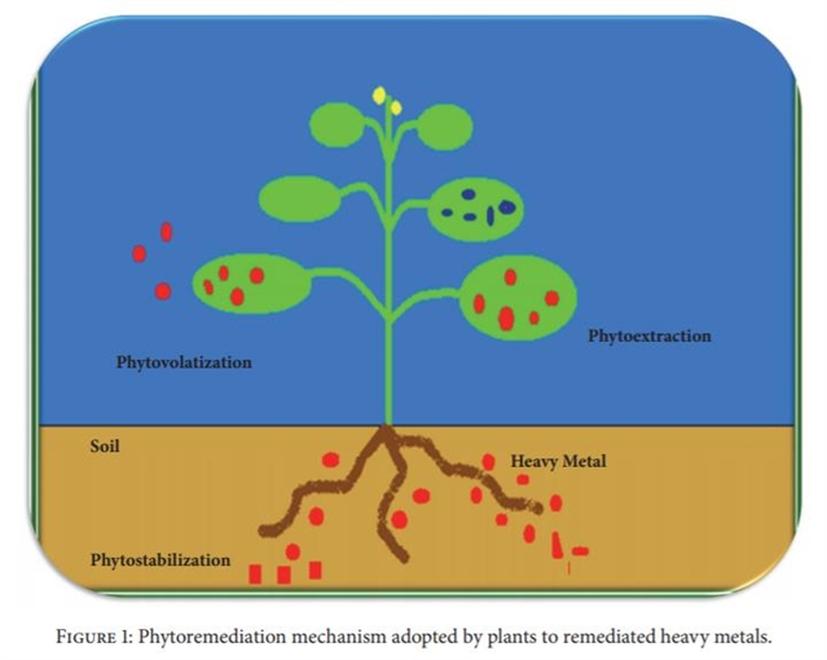 Phytovolatization
Phytoextraction
Soil
Heavy Metal
Phytostabilization
FIGURE 1: Phytoremediation mechanism adopted by plants to remediated heavy metals.